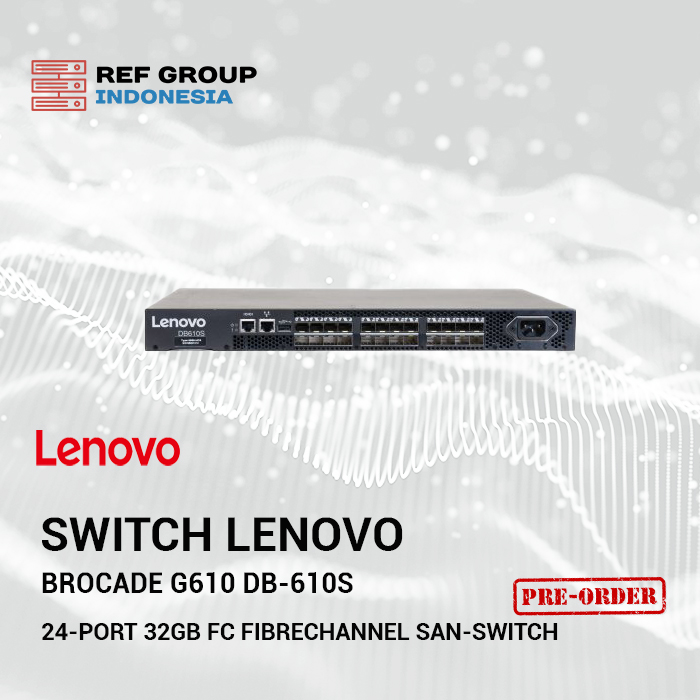 REF GROUP
INDONESIA
Lenovo
DB610S
Lenovo
SWITCH LENOVO
BROCADE G610 DB-610S
PRE-ORDER
24-PORT 32GB FC FIBRECHANNEL SAN-SWITCH